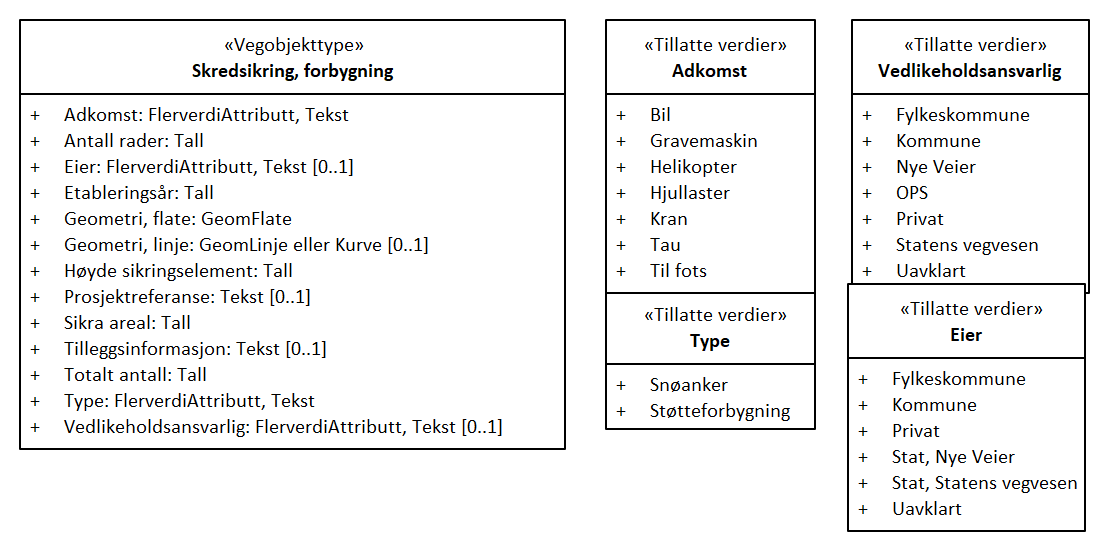 «Vegobjekttype»
Skredsikring, forbygning
+ Adkomst: FlerverdiAttributt, Tekst
+ Antall rader: Tall
+ Eier: FlerverdiAttributt, Tekst [0..1]
+ Etableringsår: Tall
+ Geometri, flate: GeomFlate
+ Geometri, linje: GeomLinje eller Kurve [0..1]
+ Høyde sikringselement: Tall
+ Prosjektreferanse: Tekst [0..1]
+ Sikra areal: Tall
+ Tilleggsinformasjon: Tekst [0..1]
+ Totalt antall: Tall
+ Type: FlerverdiAttributt, Tekst
+ Vedlikeholdsansvarlig: FlerverdiAttributt, Tekst [0..1]
«Tillatte verdier»
Adkomst
+ Bil
+ Gravemaskin
+ Helikopter
+ Hjullaster
+ Kran
+ Tau
+ Til fots
«Tillatte verdier»
Type
+ Snøanker
+ Støtteforbygning
«Tillatte verdier»
Vedlikeholdsansvarlig
+ Fylkeskommune
+ Kommune
+ Nye Veier
+ OPS
+ Privat
+ Statens vegvesen
+ Uavklart
«Tillatte verdier»
Eier
+ Fylkeskommune
+ Kommune
+ Privat
+ Stat, Nye Veier
+ Stat, Statens vegvesen
+ Uavklart